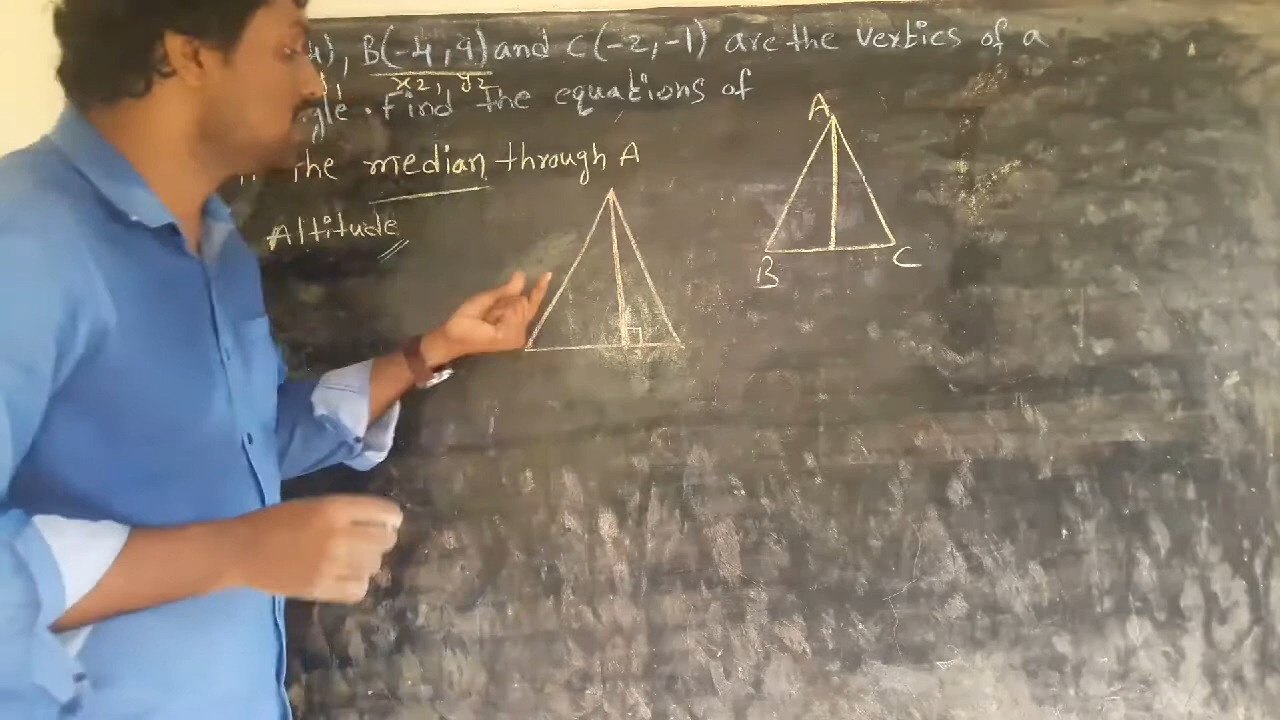 4), B(-4, 9) and C(-2, -1) are the vertics of a
x2, y2
gle. Find the equations of
The median through A
Altitude
A
B
C